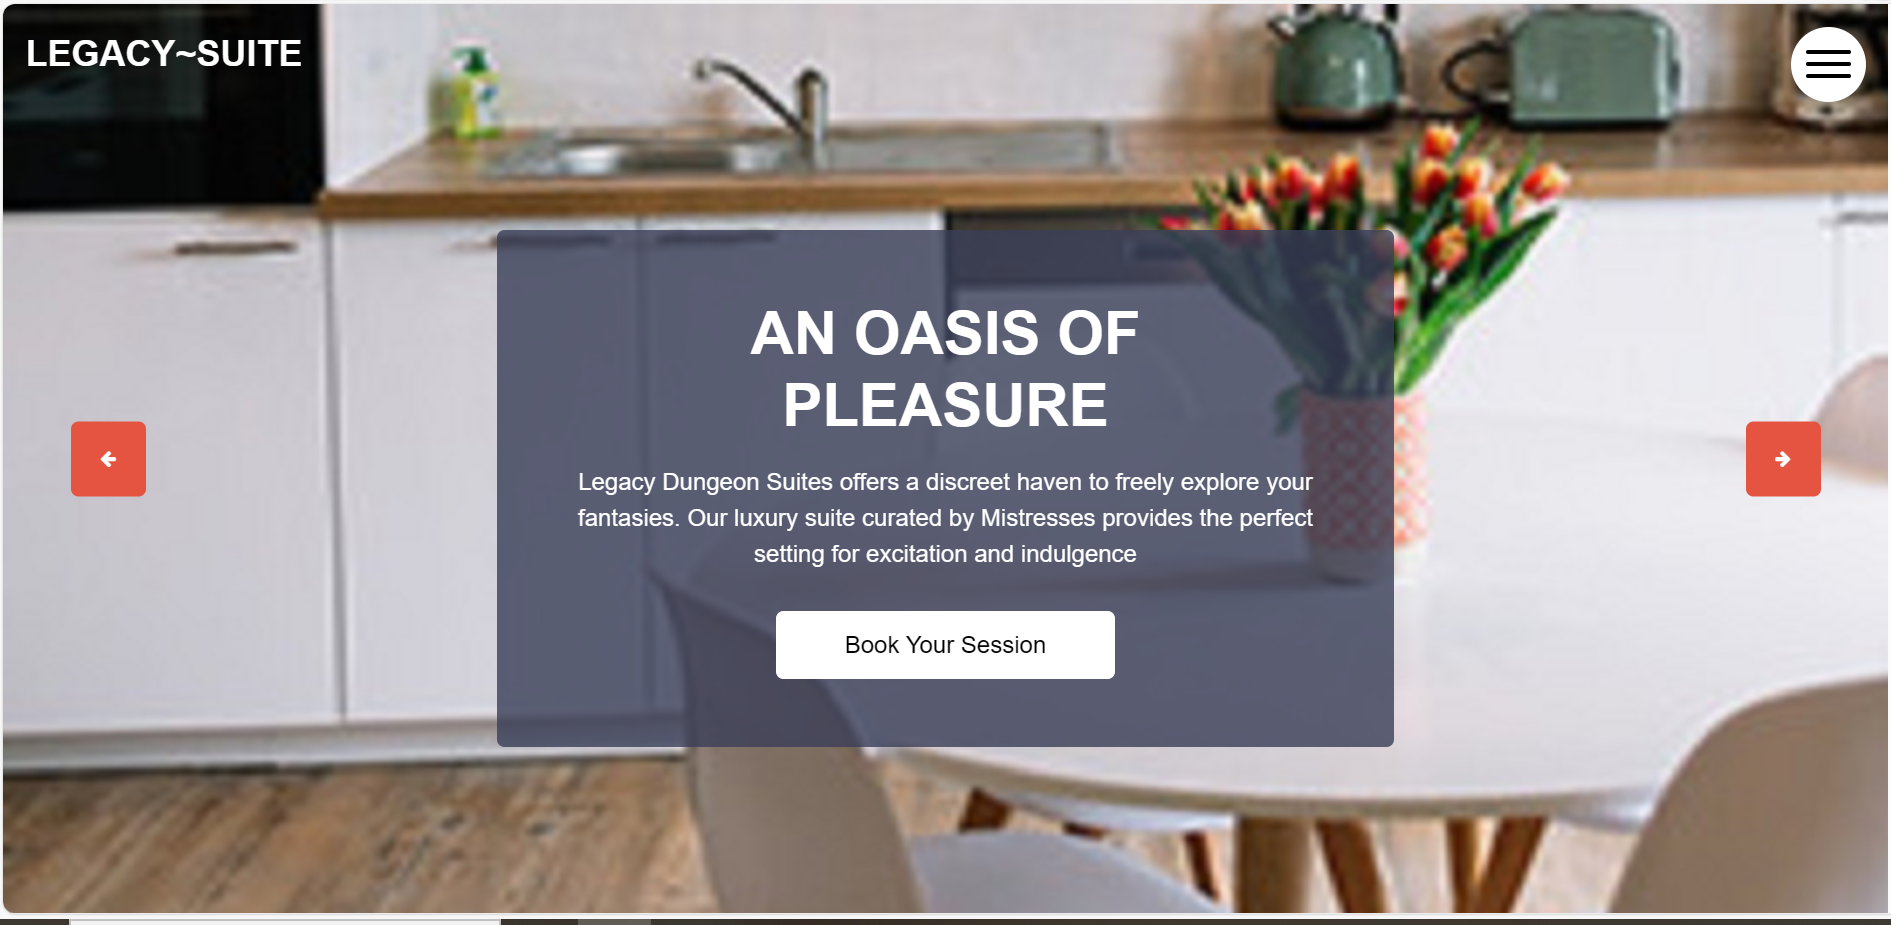 LEGACY~SUITE
AN OASIS OF
PLEASURE
Legacy Dungeon Suites offers a discreet haven to freely explore your
fantasies. Our luxury suite curated by Mistresses provides the perfect
setting for excitation and indulgence
Book Your Session